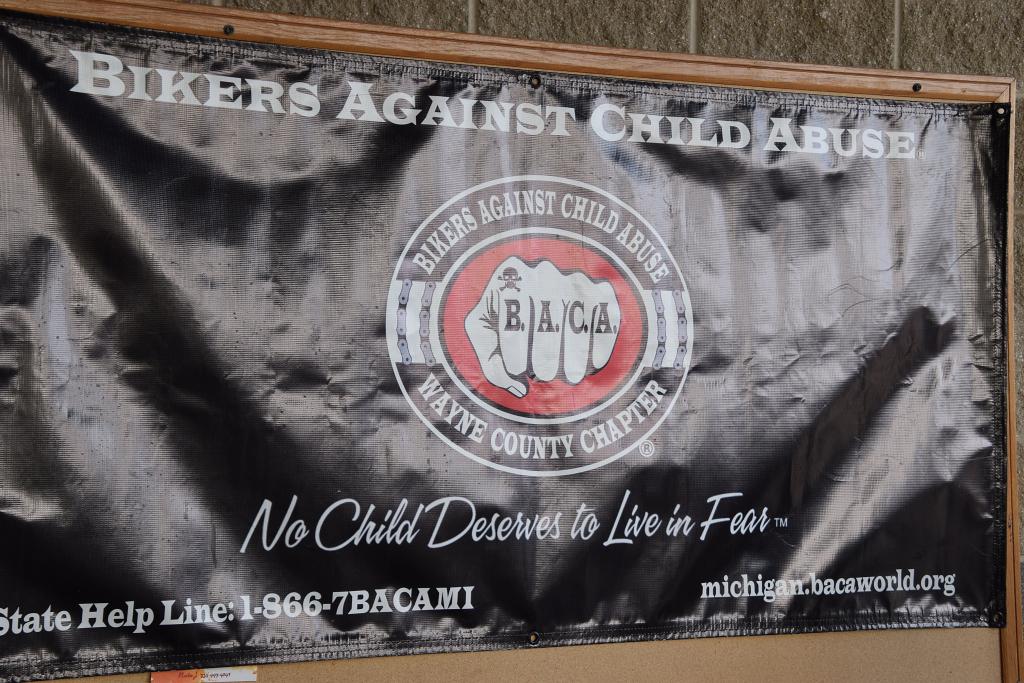 BIKERS AGAINST CHILD ABUSE
BIKERS AGAINST CHILD ABUSE
B. A. C. A.
WAYNE COUNTY CHAPTER
®
No Child Deserves to Live in Fear™
State Help Line: 1-866-7BACAMI
michigan.bacaworld.org